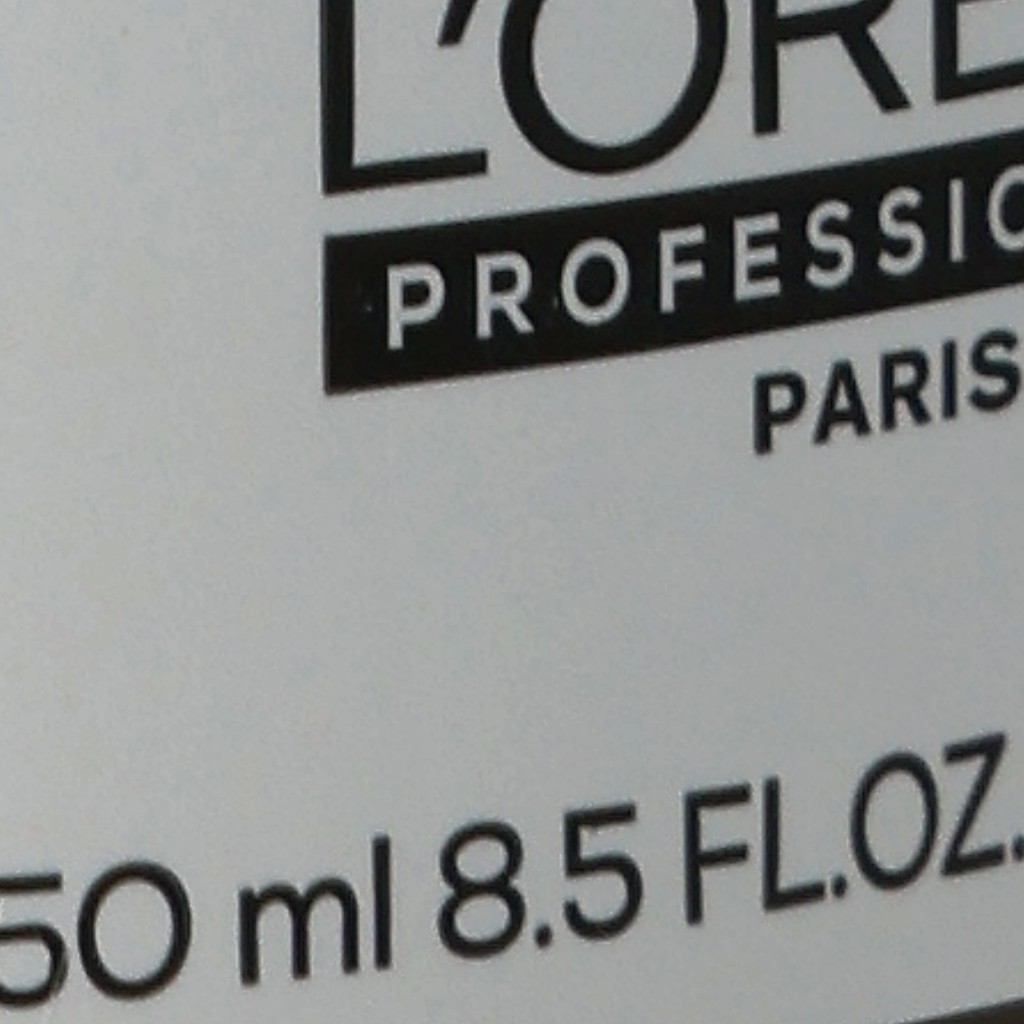 L'ORE
PROFESSIO
PARIS
50 ml 8.5 FL.OZ.